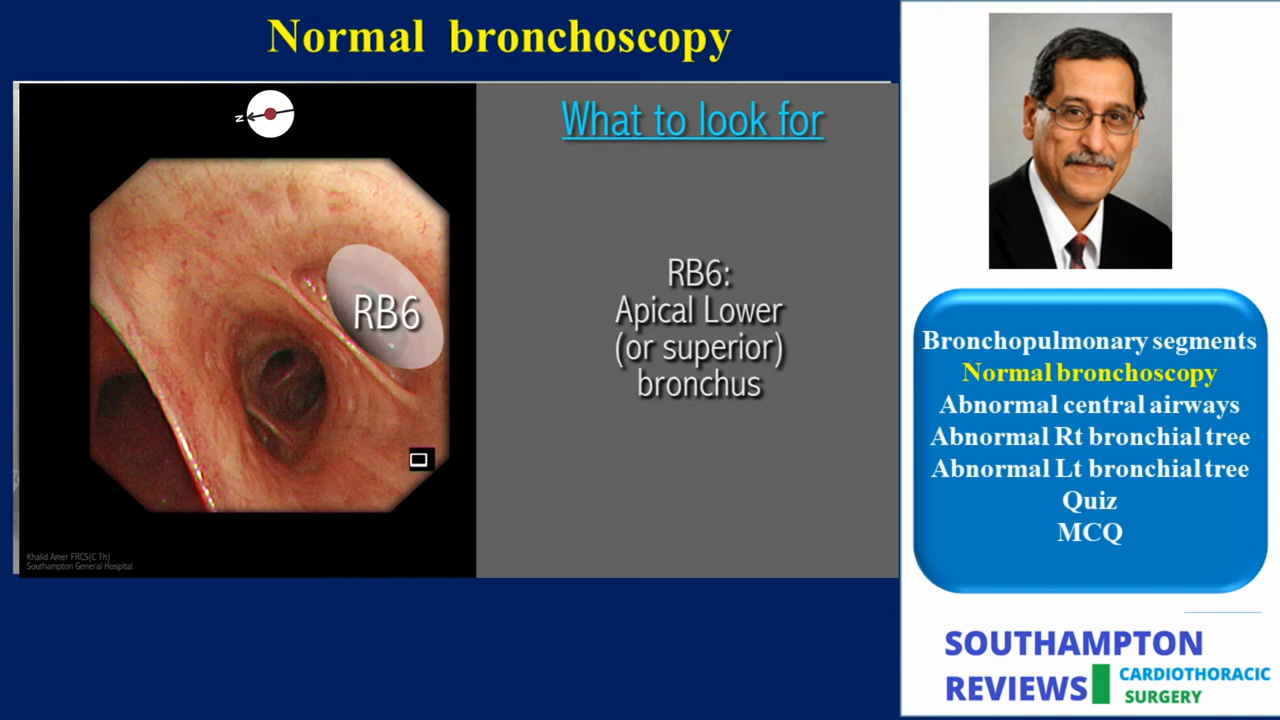 Normal bronchoscopy
N
What to look for
RB6
RB6:
Apical Lower
(or superior)
bronchus
Khalid Amer FRCS(C Th)
Southampton General Hospital
Bronchopulmonary segments
Normal bronchoscopy
Abnormal central airways
Abnormal Rt bronchial tree
Abnormal Lt bronchial tree
Quiz
MCQ
SOUTHAMPTON
REVIEWS
CARDIOTHORACIC
SURGERY